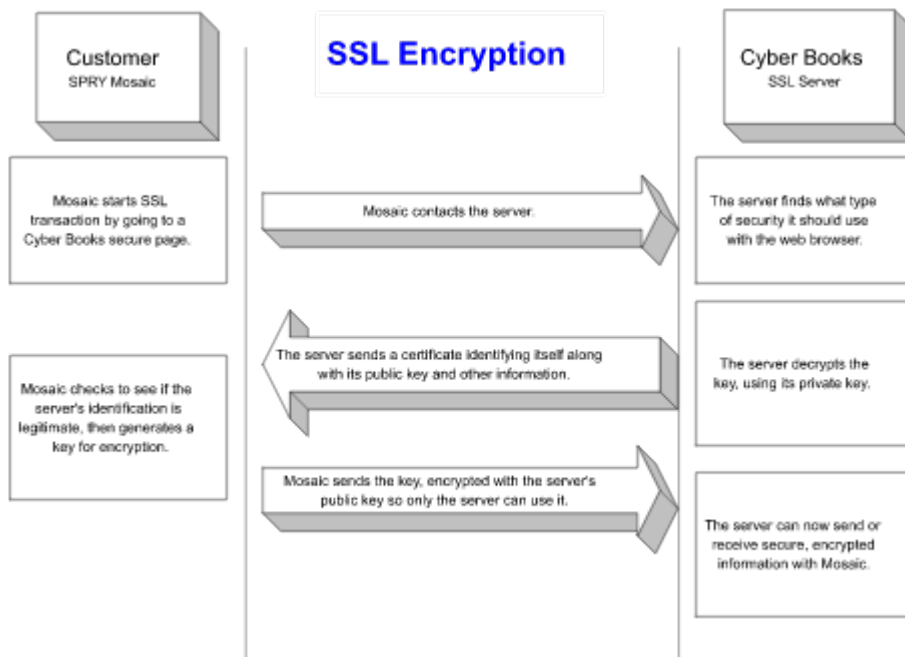 Customer
SPRY Mosaic
SSL Encryption
Cyber Books
SSL Server
Mosaic starts SSL
transaction by going to a
Cyber Books secure page.
Mosaic contacts the server.
The server finds what type
of security it should use
with the web browser.
The server sends a certificate identifying itself along
with its public key and other information.
The server decrypts the
key, using its private key.
Mosaic checks to see if the
server's identification is
legitimate, then generates a
key for encryption.
Mosaic sends the key, encrypted with the server's
public key so only the server can use it.
The server can now send or
receive secure, encrypted
information with Mosaic.